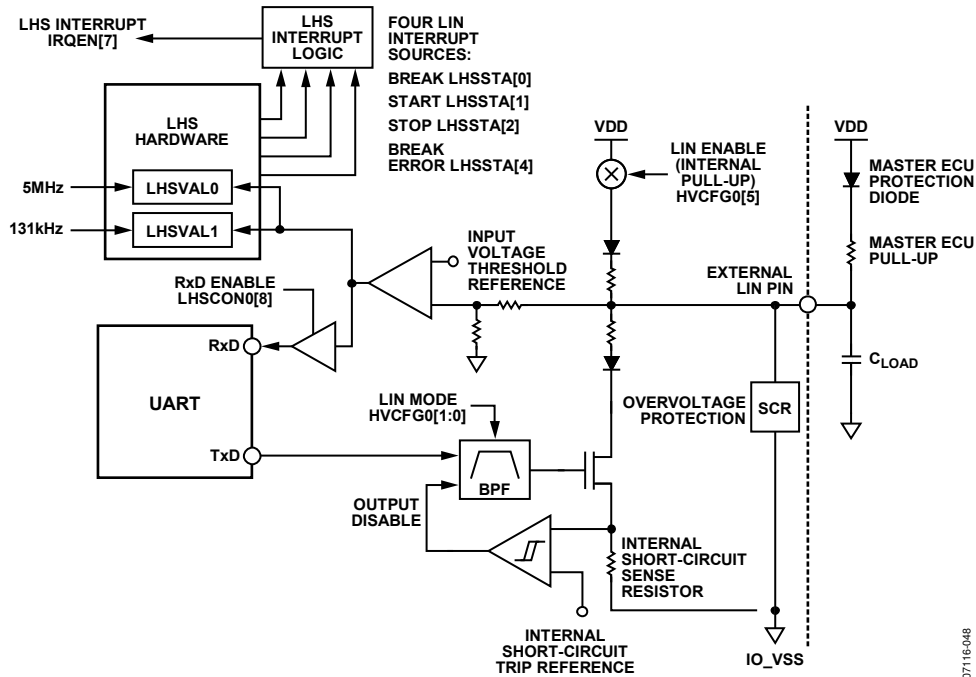 LHS INTERRUPT
IRQEN[7]
LHS
INTERRUPT
LOGIC
FOUR LIN
INTERRUPT
SOURCES:
BREAK LHSSTA[0]
START LHSSTA[1]
STOP LHSSTA[2]
BREAK
ERROR LHSSTA[4]
LHS
HARDWARE
5MHz
LHSVAL0
131kHz
LHSVAL1
VDD
LIN ENABLE
(INTERNAL
PULL-UP)
HVCFG0[5]
VDD
MASTER ECU
PROTECTION
DIODE
MASTER ECU
PULL-UP
INPUT
VOLTAGE
THRESHOLD
REFERENCE
EXTERNAL
LIN PIN
RxD ENABLE
LHSCON0[8]
RxD
UART
TxD
CLOAD
LIN MODE
HVCFG0[1:0]
OVERVOLTAGE
PROTECTION
SCR
BPF
OUTPUT
DISABLE
INTERNAL
SHORT-CIRCUIT
SENSE
RESISTOR
INTERNAL
SHORT-CIRCUIT
TRIP REFERENCE
IO_VSS
07116-048